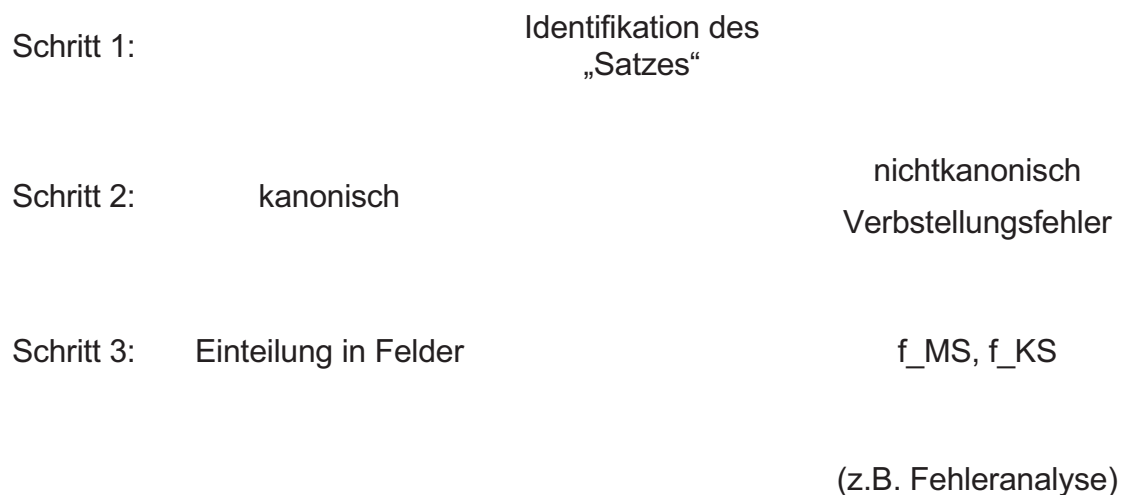 Schritt 1:
Identifikation des
„Satzes“
Schritt 2:
kanonisch
nichtkanonisch
Verbstellungsfehler
Schritt 3:
Einteilung in Felder
f_MS, f_KS
(z.B. Fehleranalyse)